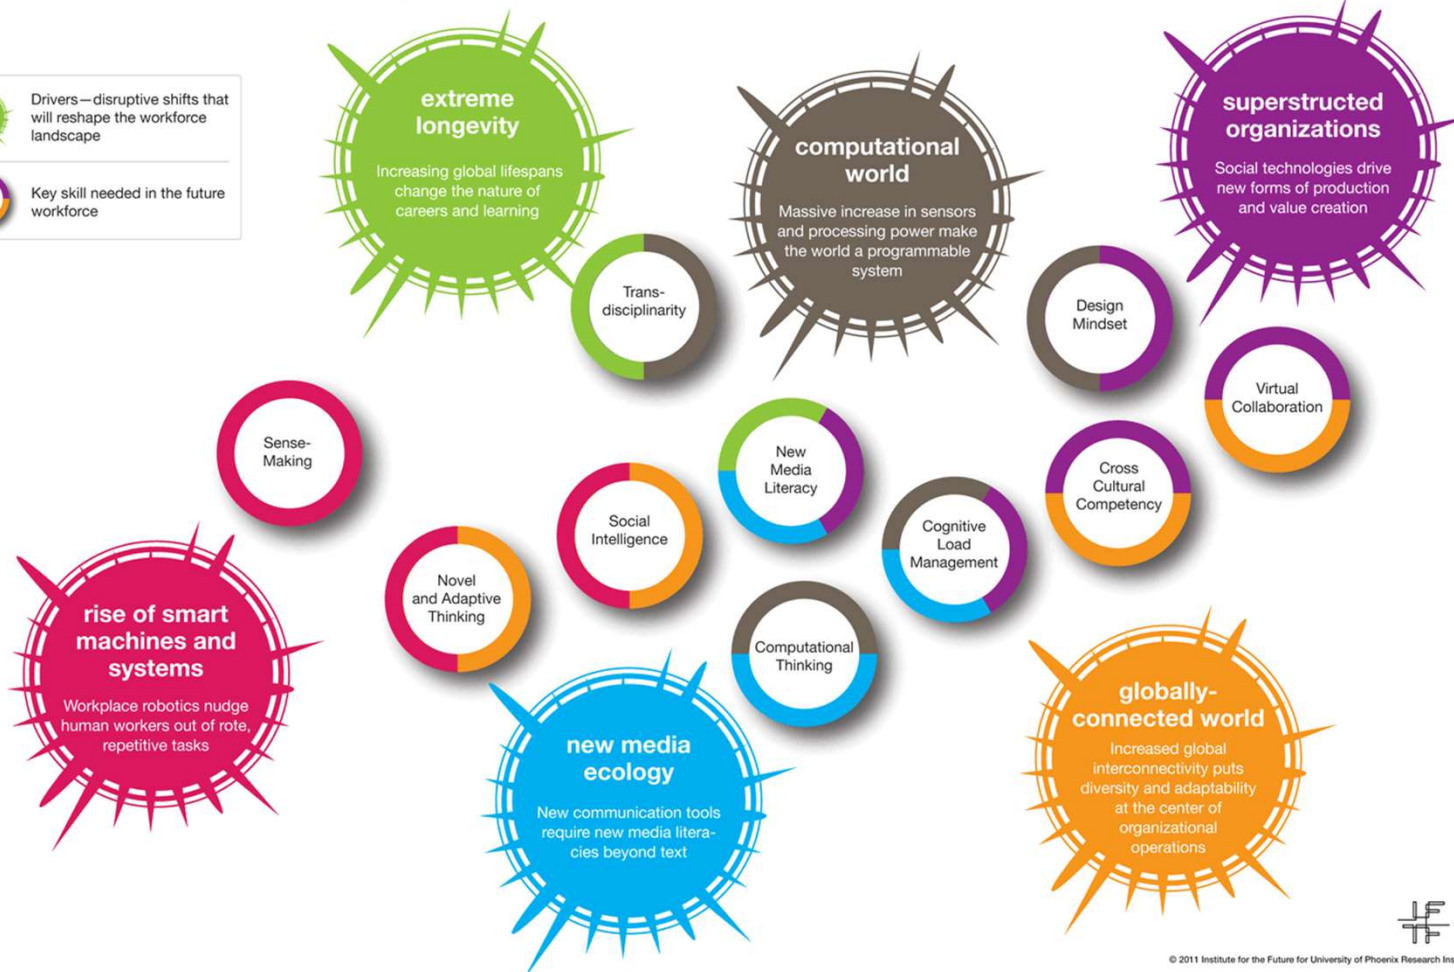 Drivers—disruptive shifts that
will reshape the workforce
landscape
Key skill needed in the future
workforce
extreme
longevity
Increasing global lifespans
change the nature of
careers and learning
computational
world
Massive increase in sensors
and processing power make
the world a programmable
system
superstructed
organizations
Social technologies drive
new forms of production
and value creation
Trans-
disciplinarity
Design
Mindset
Virtual
Collaboration
Sense-
Making
New
Media
Literacy
Cross
Cultural
Competency
Social
Intelligence
Cognitive
Load
Management
Novel
and Adaptive
Thinking
Computational
Thinking
rise of smart
machines and
systems
Workplace robotics nudge
human workers out of rote,
repetitive tasks
new media
ecology
New communication tools
require new media litera-
cies beyond text
globally-
connected world
Increased global
interconnectivity puts
diversity and adaptability
at the center of
organizational
operations
IFTF
© 2011 Institute for the Future for University of Phoenix Research Ins